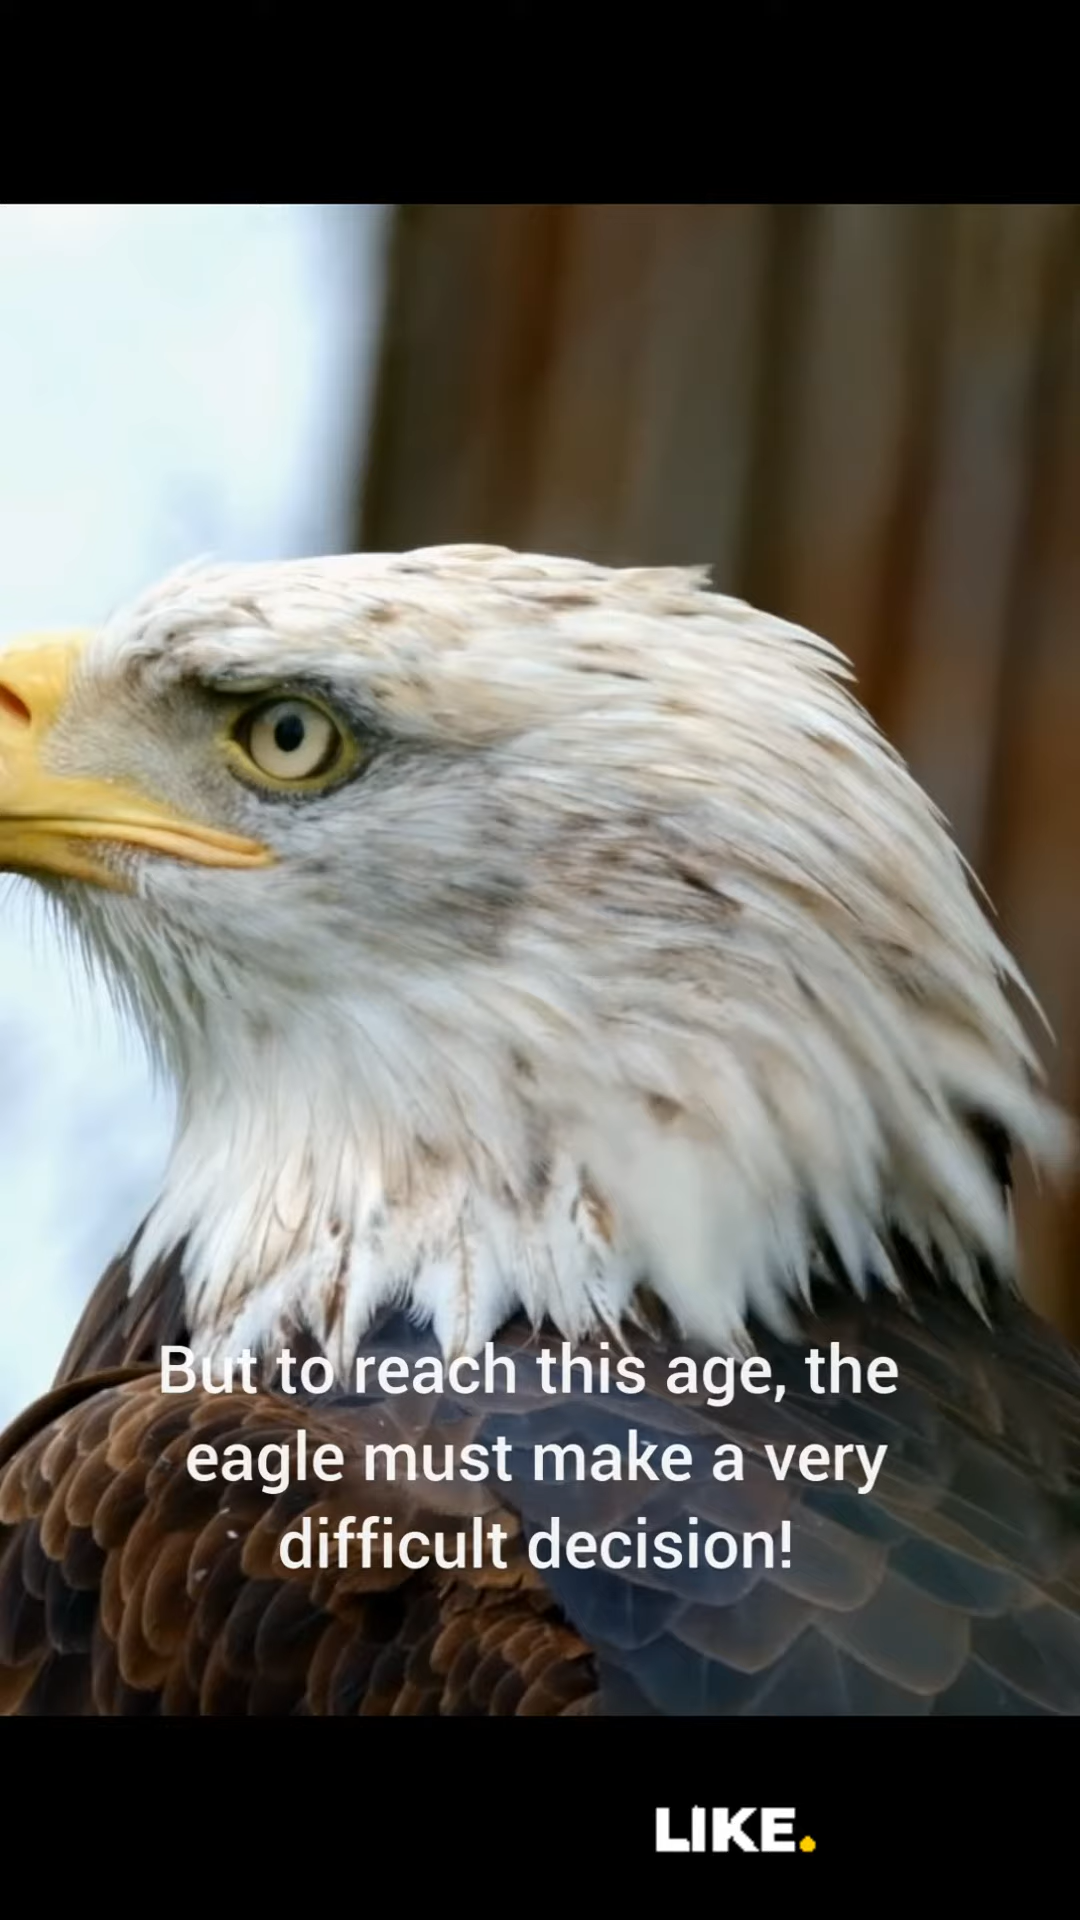 But to reach this age, the
eagle must make a very
difficult decision!
LIKE.